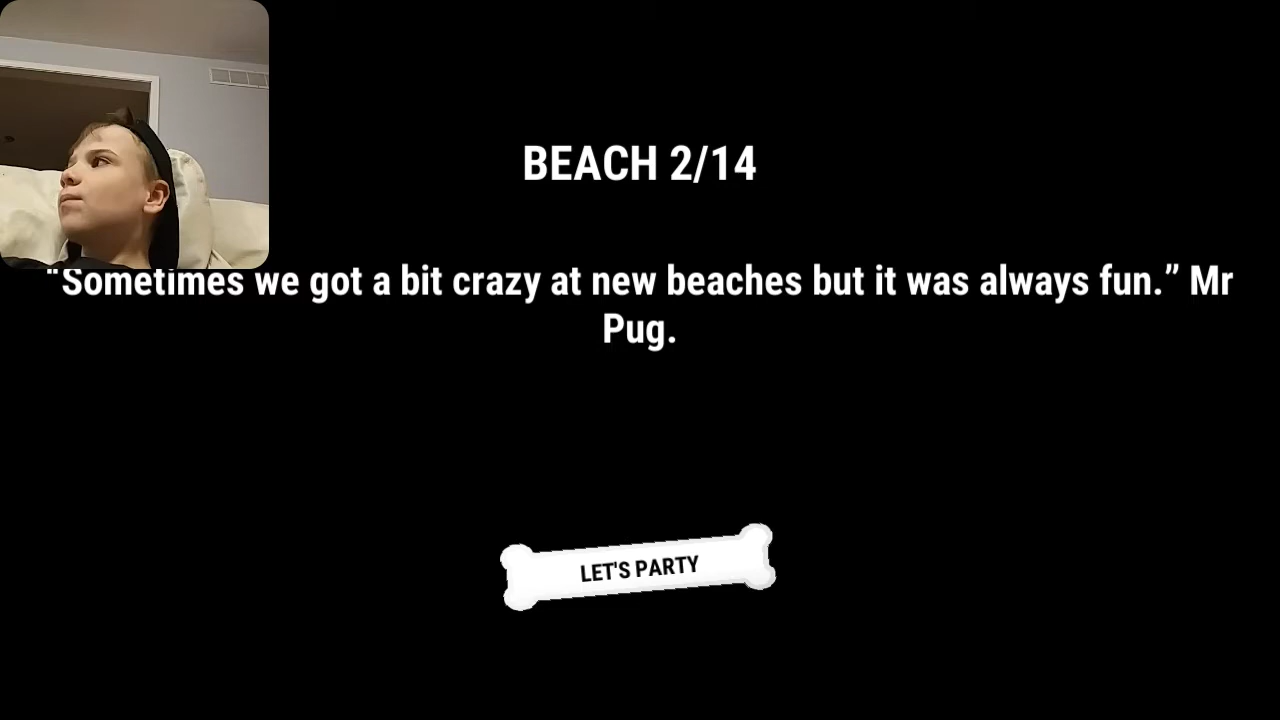 BEACH 2/14
"Sometimes we got a bit crazy at new beaches but it was always fun.” Mr
Pug.
LET'S PARTY